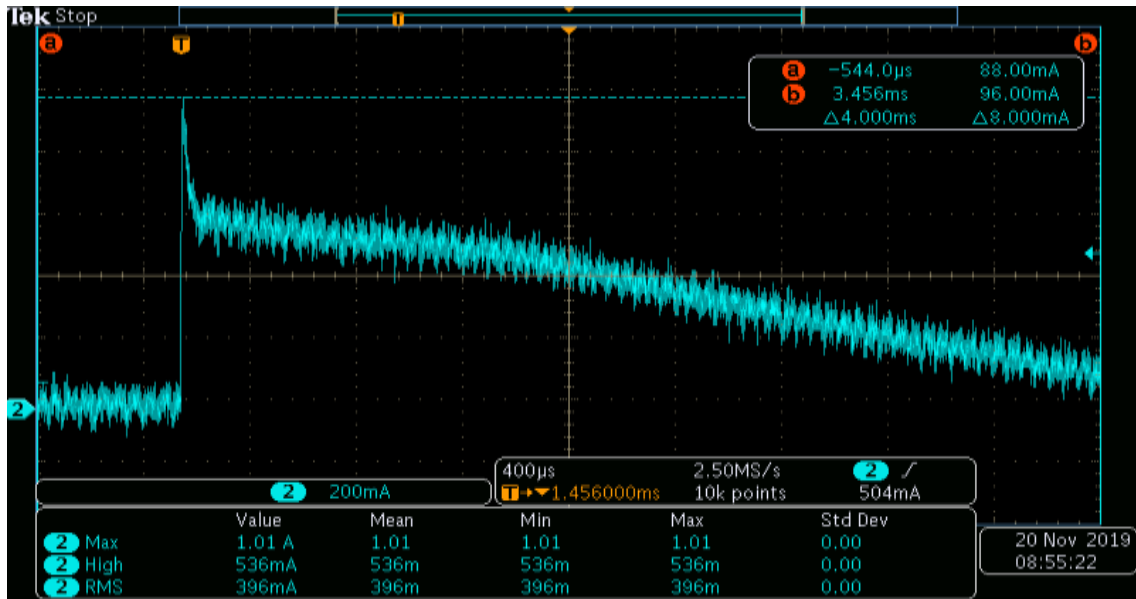 Tek Stop
T
a T b
a −544.0µs 88.00mA
b 3.456ms 96.00mA
△4.000ms △8.000mA
2
400µs 2.50MS/s 2
2 200mA
T→▼1.456000ms 10k points 504mA
Value Mean Min Max Std Dev
2 Max 1.01 A 1.01 1.01 1.01 0.00
2 High 536mA 536m 536m 536m 0.00
2 RMS 396mA 396m 396m 396m 0.00
20 Nov 2019
08:55:22